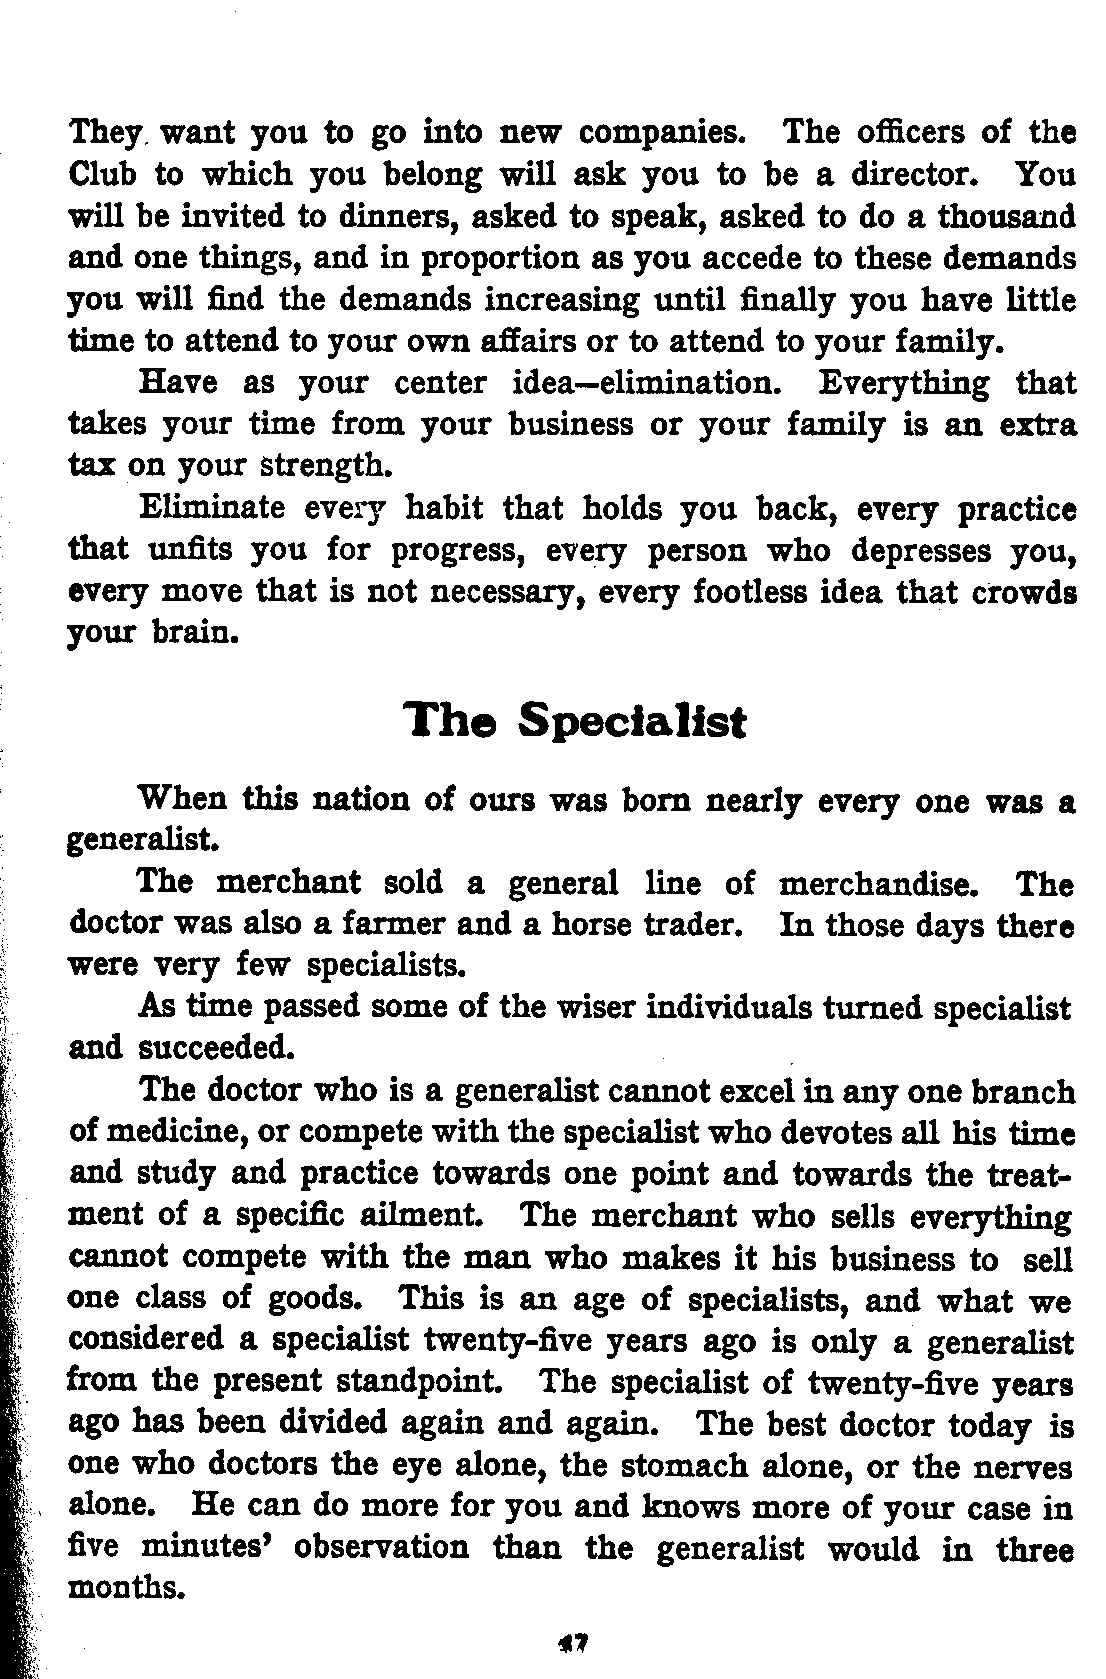 They want you to go into new companies. The officers of the
Club to which you belong will ask you to be a director. You
will be invited to dinners, asked to speak, asked to do a thousand
and one things, and in proportion as you accede to these demands
you will find the demands increasing until finally you have little
time to attend to your own affairs or to attend to your family.
Have as your center idea—elimination. Everything that
takes your time from your business or your family is an extra
tax on your strength.
Eliminate every habit that holds you back, every practice
that unfits you for progress, every person who depresses you,
every move that is not necessary, every footless idea that crowds
your brain.
The Specialist
When this nation of ours was born nearly every one was a
generalist.
The merchant sold a general line of merchandise. The
doctor was also a farmer and a horse trader. In those days there
were very few specialists.
As time passed some of the wiser individuals turned specialist
and succeeded.
The doctor who is a generalist cannot excel in any one branch
of medicine, or compete with the specialist who devotes all his time
and study and practice towards one point and towards the treat-
ment of a specific ailment. The merchant who sells everything
cannot compete with the man who makes it his business to sell
one class of goods. This is an age of specialists, and what we
considered a specialist twenty-five years ago is only a generalist
from the present standpoint. The specialist of twenty-five years
ago has been divided again and again. The best doctor today is
one who doctors the eye alone, the stomach alone, or the nerves
alone. He can do more for you and knows more of your case in
five minutes' observation than the generalist would in three
months.
47